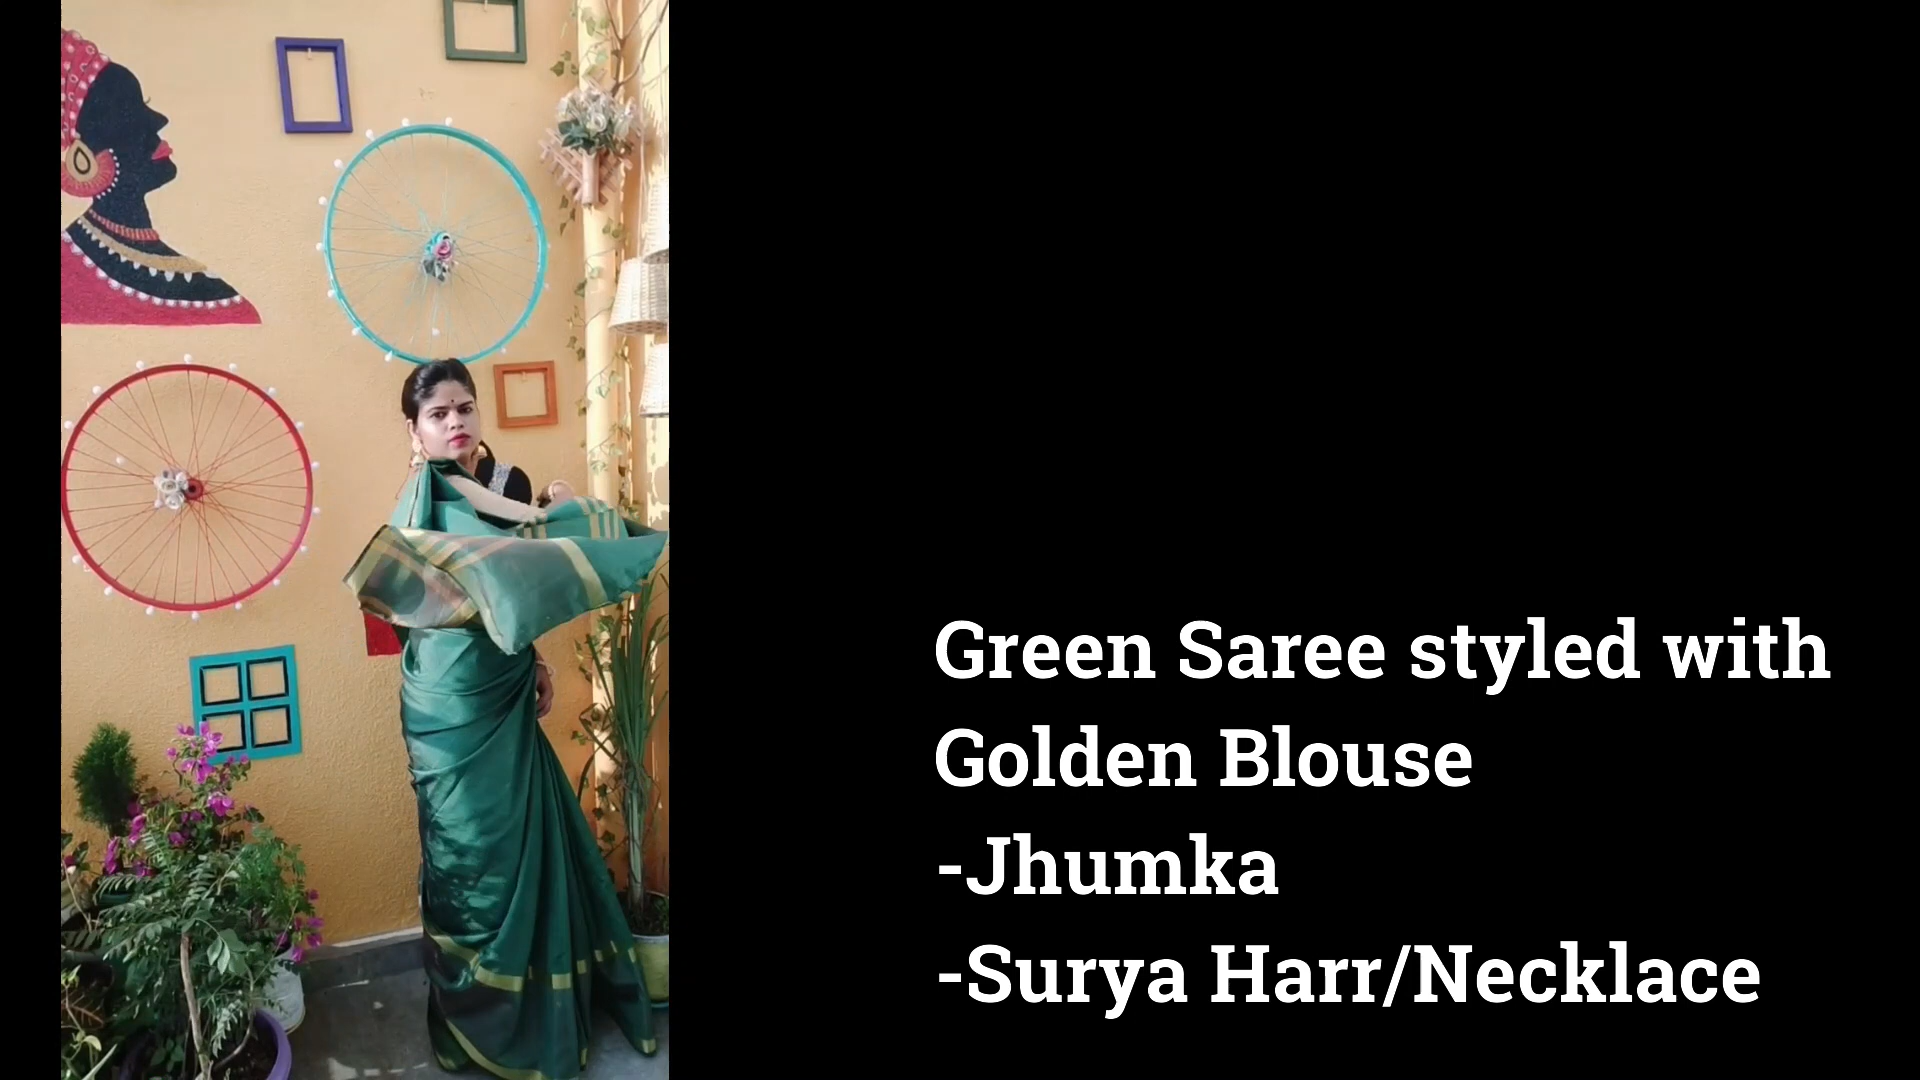 Green Saree styled with
Golden Blouse
-Jhumka
-Surya Harr/Necklace